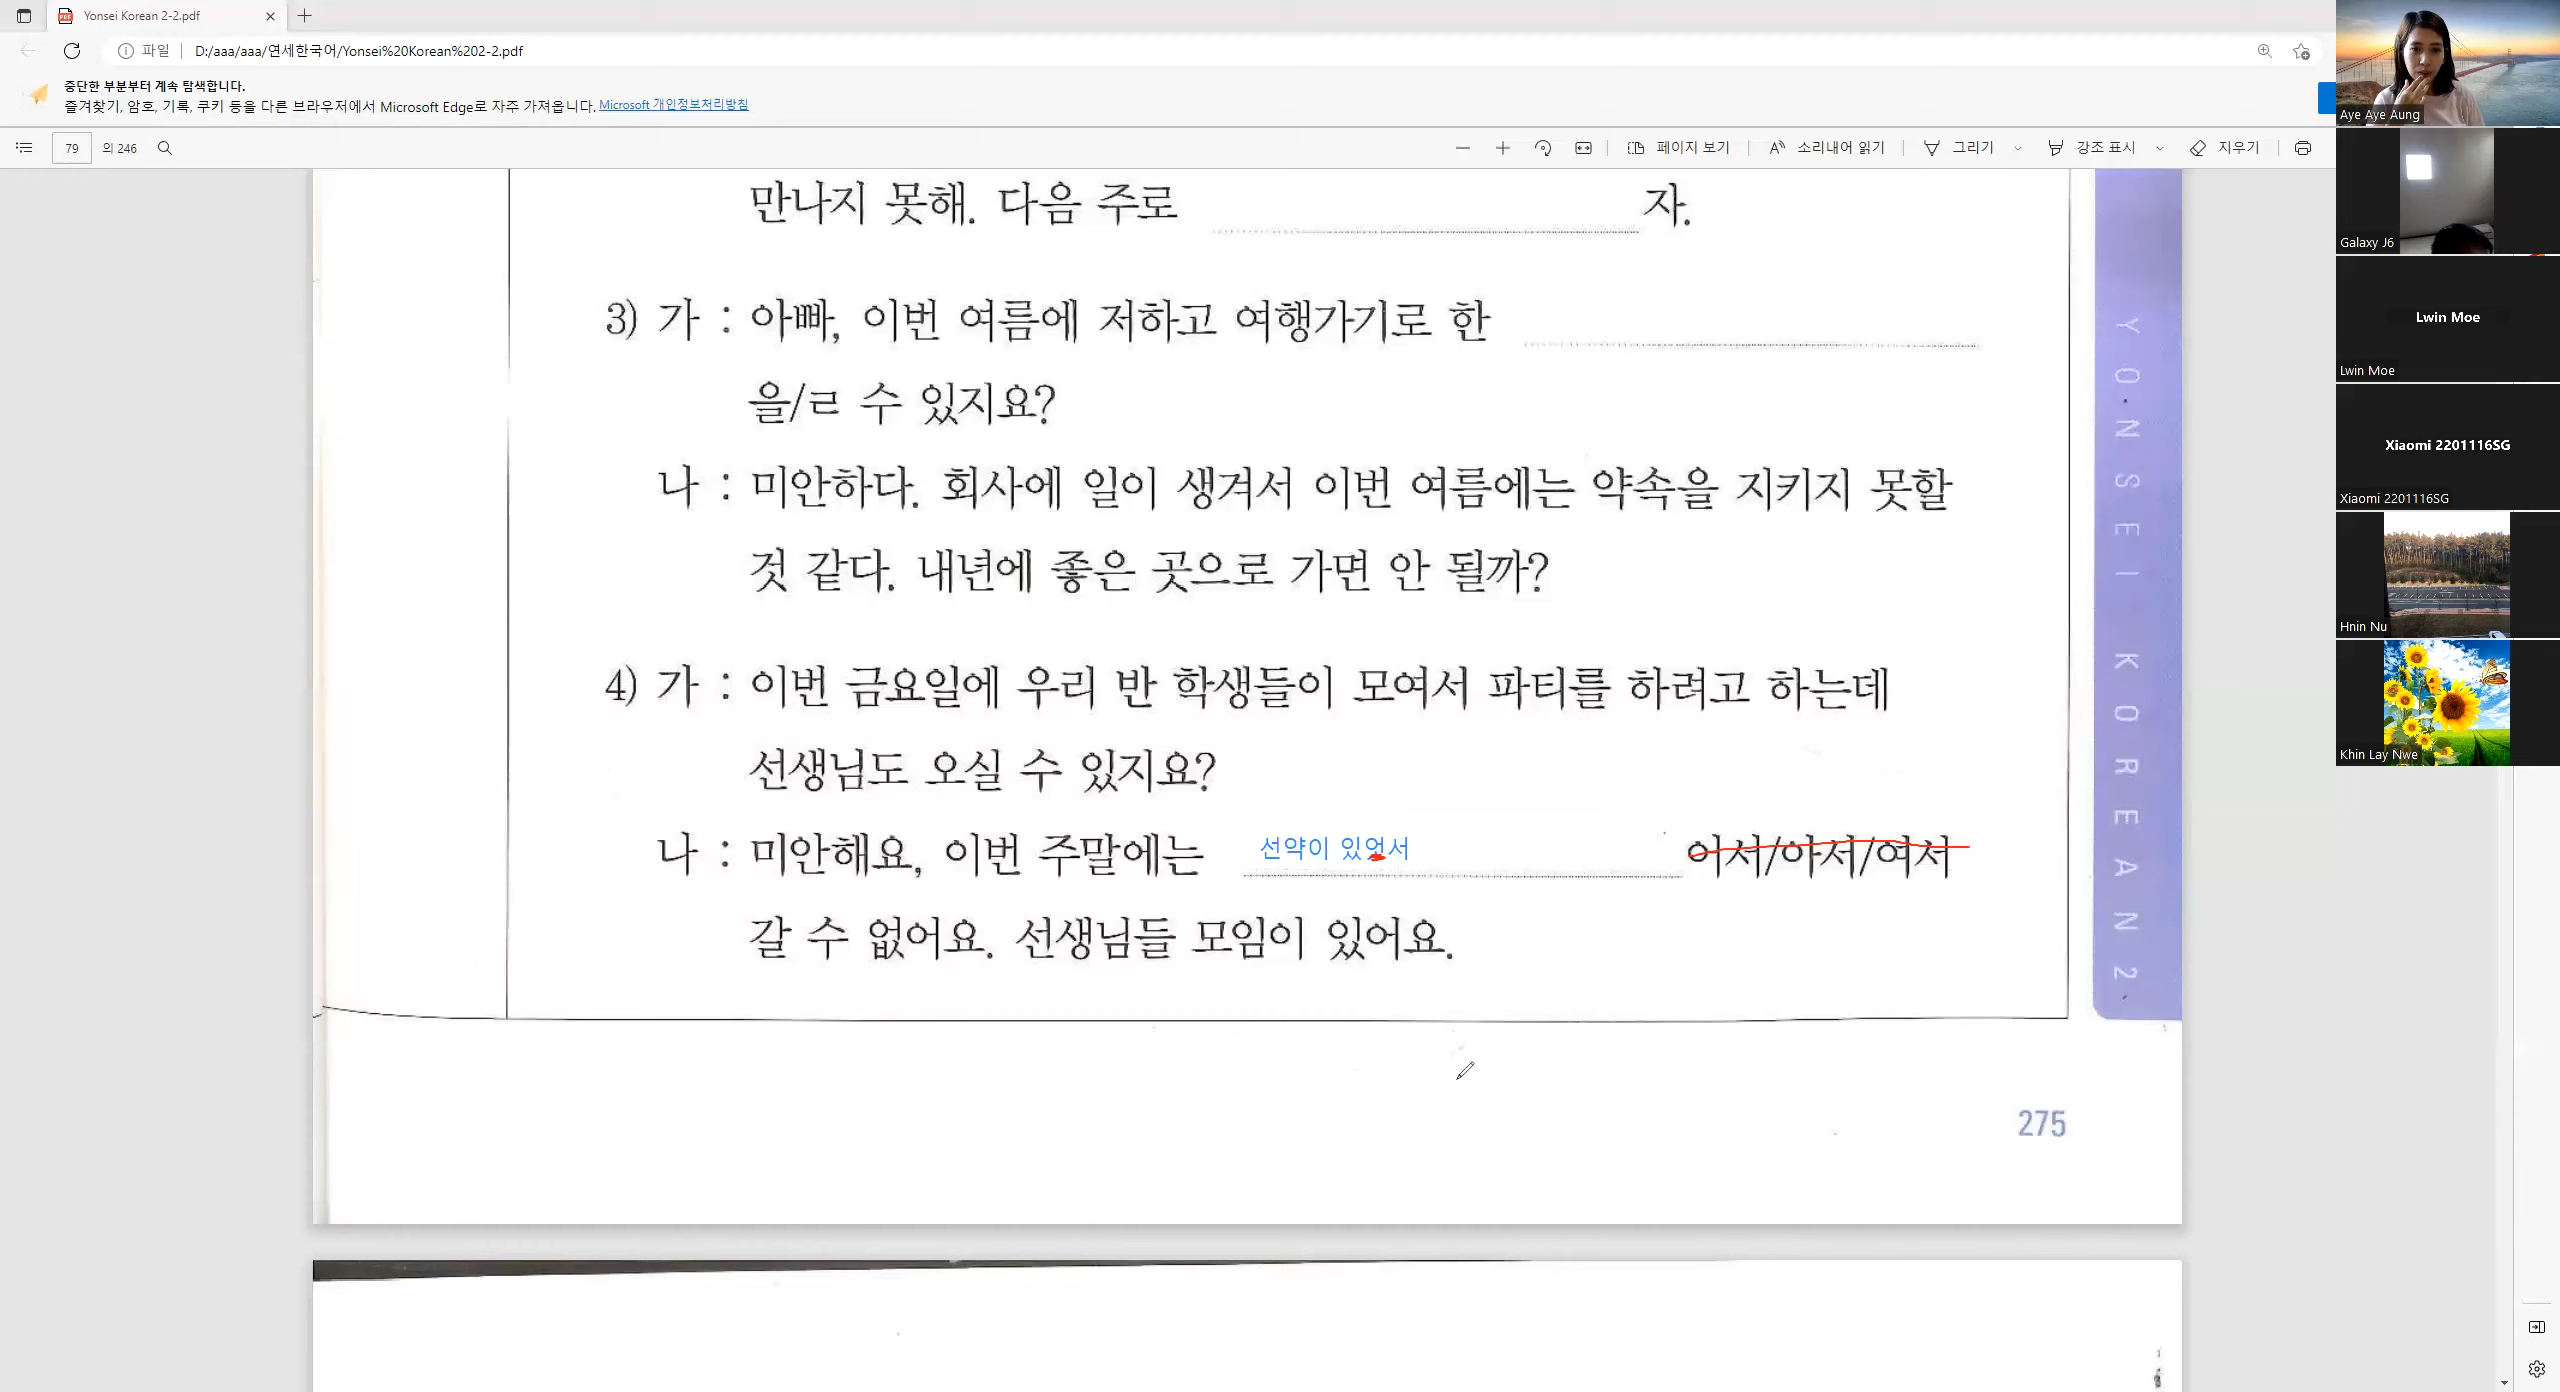 Yonsei Korean 2-2.pdf
파일 D:/aaa/aaa/연세한국어/Yonsei%20Korean%202-2.pdf
중단한 부분부터 계속 탐색합니다.
즐겨찾기, 암호, 기록, 쿠키 등을 다른 브라우저에서 Microsoft Edge로 자주 가져옵니다. Microsoft 개인정보처리방침
79 의 246 페이지 보기 소리내어 읽기 그리기 강조 표시 지우기
만나지 못해. 다음 주로 자.
3) 가 : 아빠, 이번 여름에 저하고 여행가기로 한
을/ㄹ 수 있지요?
나 : 미안하다. 회사에 일이 생겨서 이번 여름에는 약속을 지키지 못할
것 같다. 내년에 좋은 곳으로 가면 안 될까?
4) 가 : 이번 금요일에 우리 반 학생들이 모여서 파티를 하려고 하는데
선생님도 오실 수 있지요?
나 : 미안해요, 이번 주말에는 선약이 있어서 어서/아서/여서
갈 수 없어요. 선생님들 모임이 있어요.
275
YONSEI KOREAN 2
Aye Aye Aung
Galaxy J6
Lwin Moe
Lwin Moe
Xiaomi 2201116SG
Xiaomi 2201116SG
Hnin Nu
Khin Lay Nwe